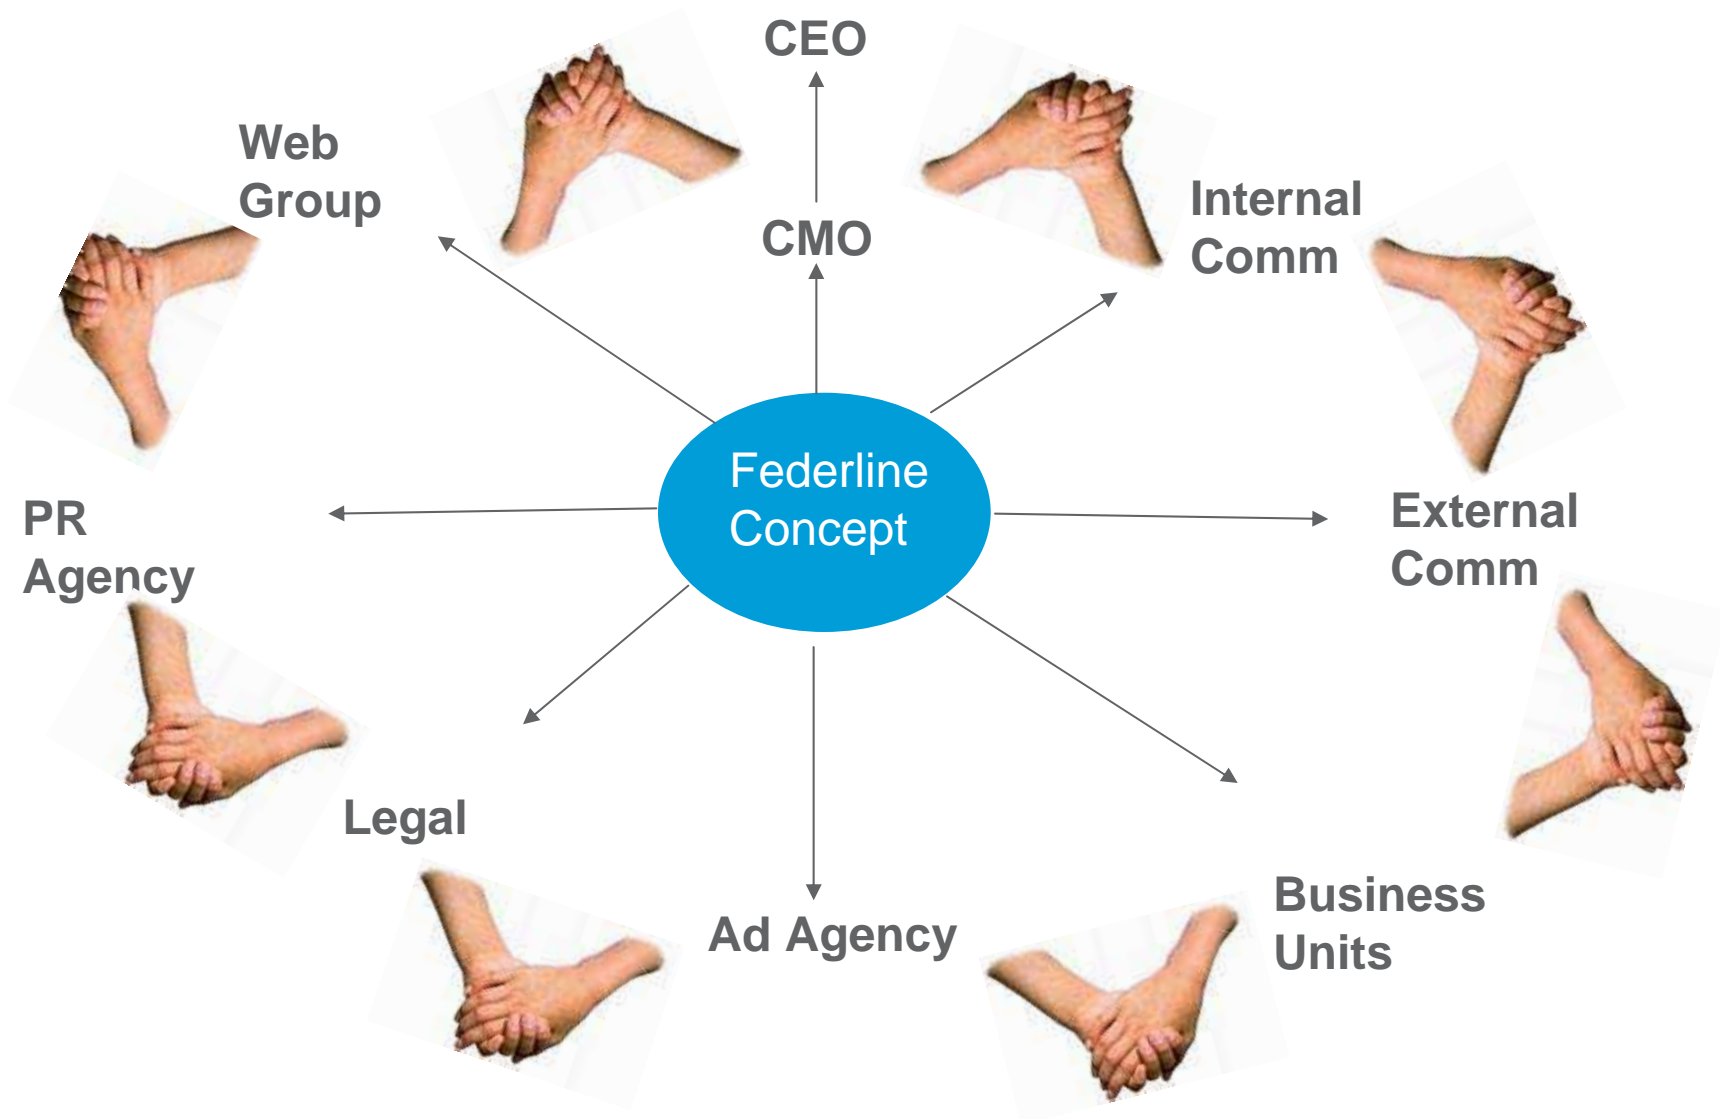 CEO
Web
Group
Internal
Comm
CMO
Federline
Concept
PR
Agency
External
Comm
Legal
Ad Agency
Business
Units